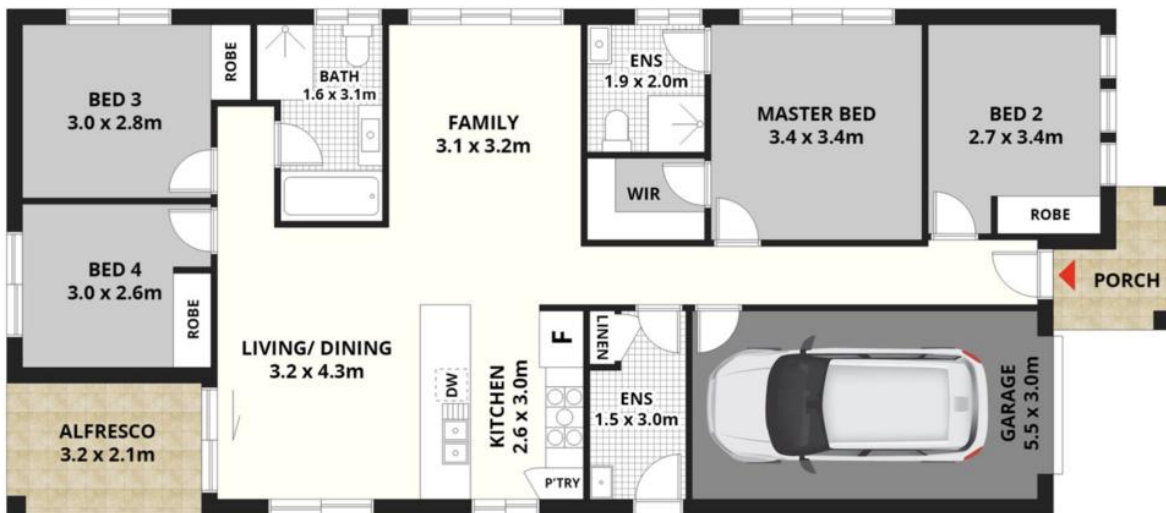 BED 3
3.0 x 2.8m
ROBE
BATH
1.6 x 3.1m
FAMILY
3.1 x 3.2m
ENS
1.9 x 2.0m
WIR
MASTER BED
3.4 x 3.4m
BED 2
2.7 x 3.4m
ROBE
PORCH
BED 4
3.0 x 2.6m
ROBE
LIVING/ DINING
3.2 x 4.3m
DW
KITCHEN
2.6 x 3.0m
F
P'TRY
LINEN
ENS
1.5 x 3.0m
GARAGE
5.5 x 3.0m
ALFRESCO
3.2 x 2.1m